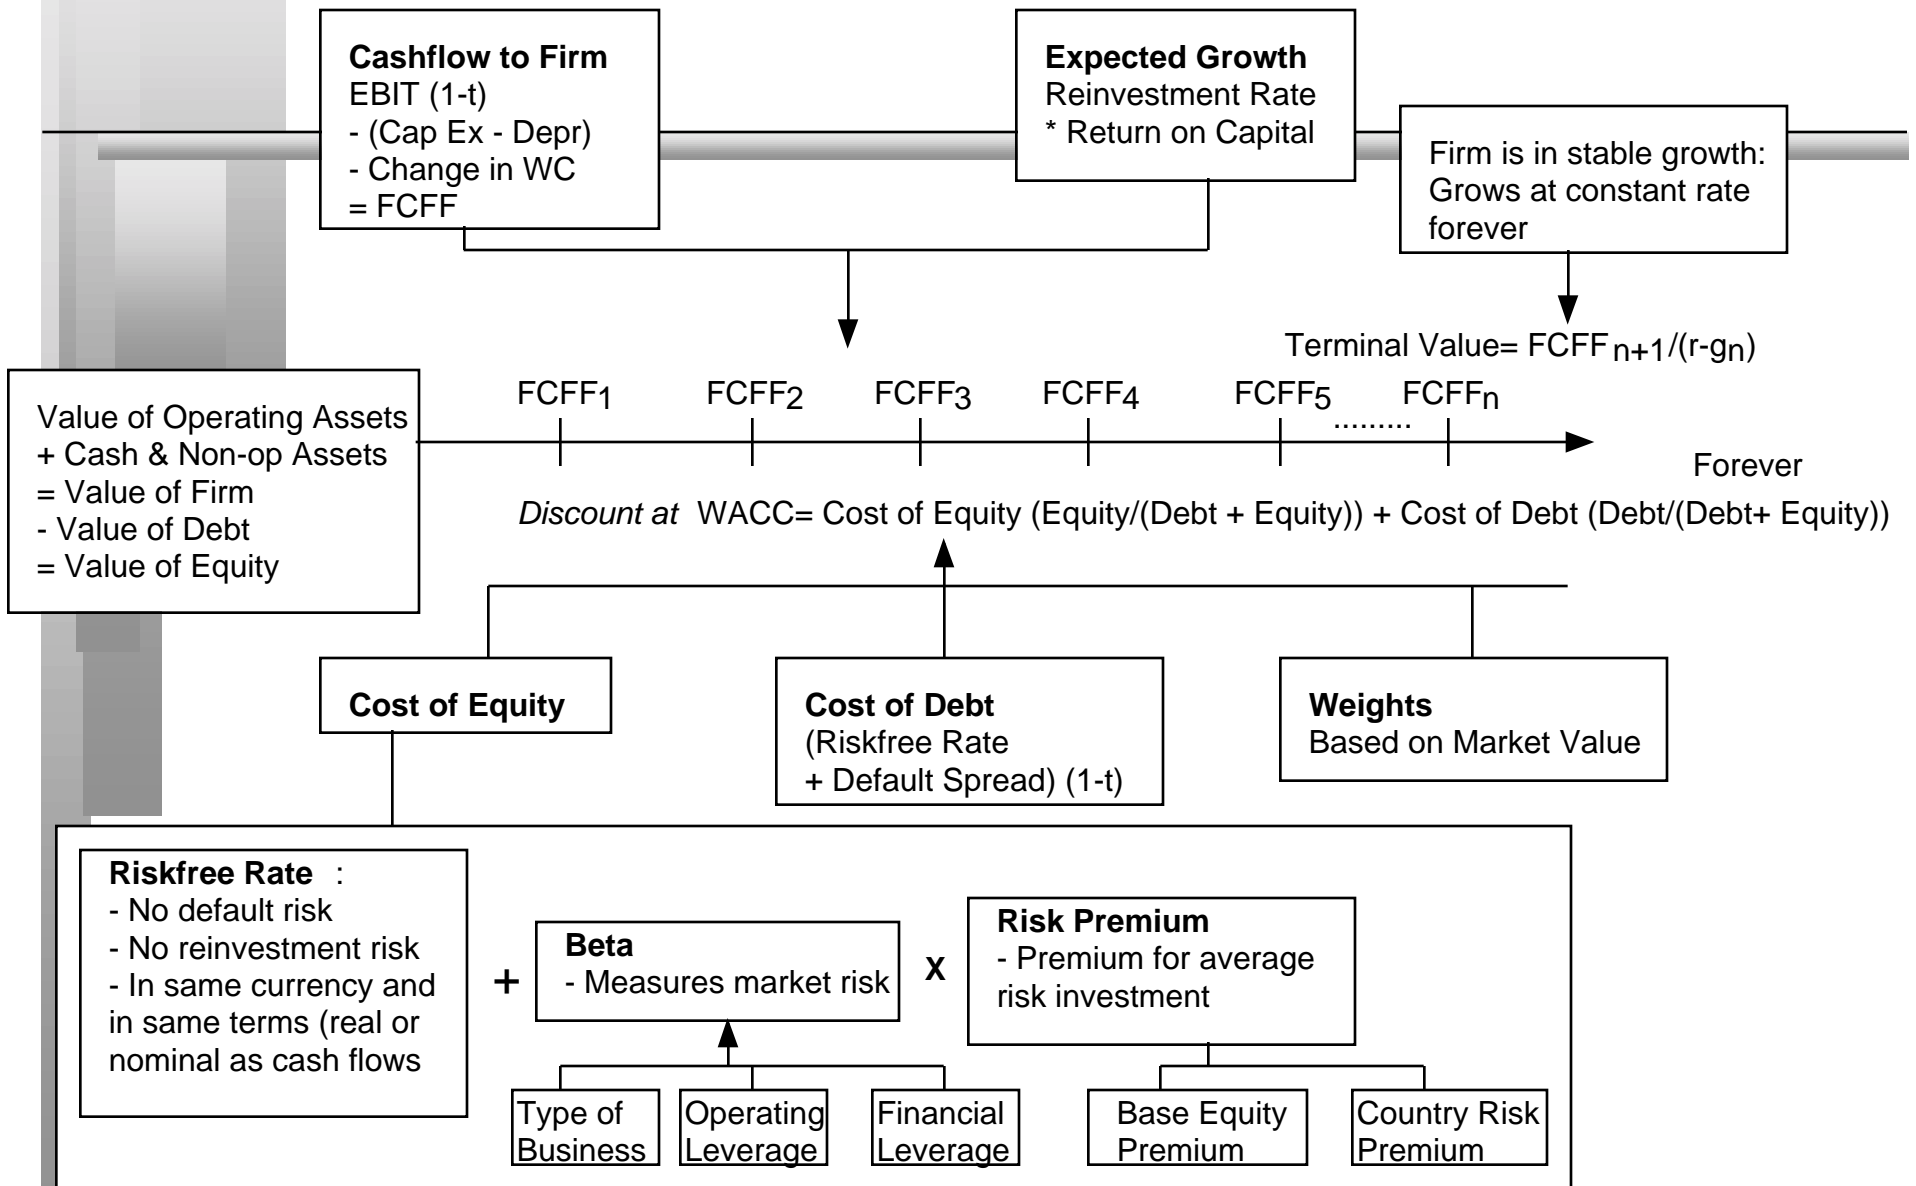 Cashflow to Firm
EBIT (1-t)
- (Cap Ex - Depr)
- Change in WC
= FCFF
Expected Growth
Reinvestment Rate
* Return on Capital
Firm is in stable growth:
Grows at constant rate
forever
Terminal Value= FCFFn+1/(r-gn)
FCFF1 FCFF2 FCFF3 FCFF4 FCFF5 ......... FCFFn
Forever
Value of Operating Assets
+ Cash & Non-op Assets
= Value of Firm
- Value of Debt
= Value of Equity
Discount at WACC= Cost of Equity (Equity/(Debt + Equity)) + Cost of Debt (Debt/(Debt+ Equity))
Cost of Equity
Cost of Debt
(Riskfree Rate
+ Default Spread) (1-t)
Weights
Based on Market Value
Riskfree Rate :
- No default risk
- No reinvestment risk
- In same currency and
in same terms (real or
nominal as cash flows
+
Beta
- Measures market risk
X
Risk Premium
- Premium for average
risk investment
Type of
Business
Operating
Leverage
Financial
Leverage
Base Equity
Premium
Country Risk
Premium